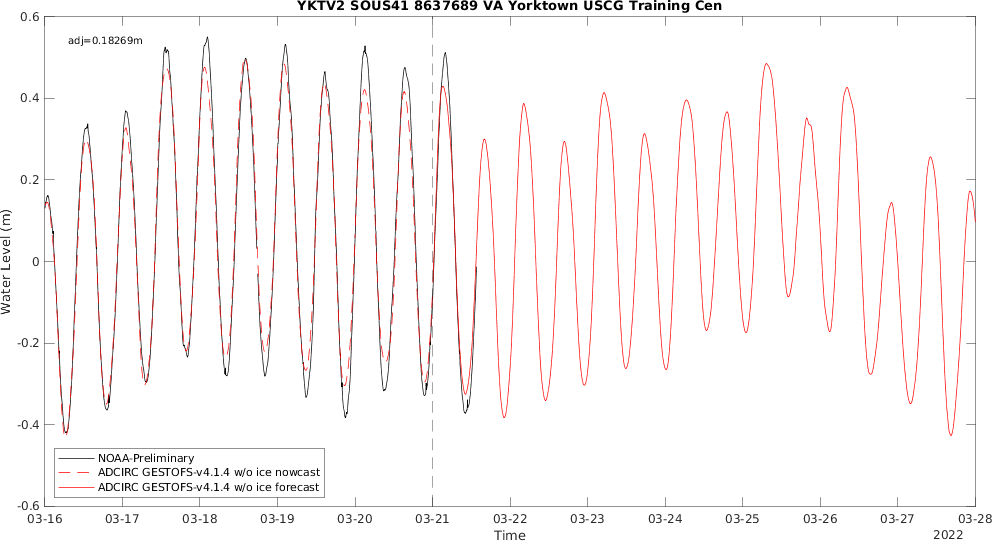 YKTV2 SOUS41 8637689 VA Yorktown USCG Training Cen
adj=0.18269m
0.6
0.4
0.2
0
-0.2
-0.4
-0.6
Water Level (m)
NOAA-Preliminary
ADCIRC GESTOFS-v4.1.4 w/o ice nowcast
ADCIRC GESTOFS-v4.1.4 w/o ice forecast
03-16 03-17 03-18 03-19 03-20 03-21 03-22 03-23 03-24 03-25 03-26 03-27 03-28
Time
2022